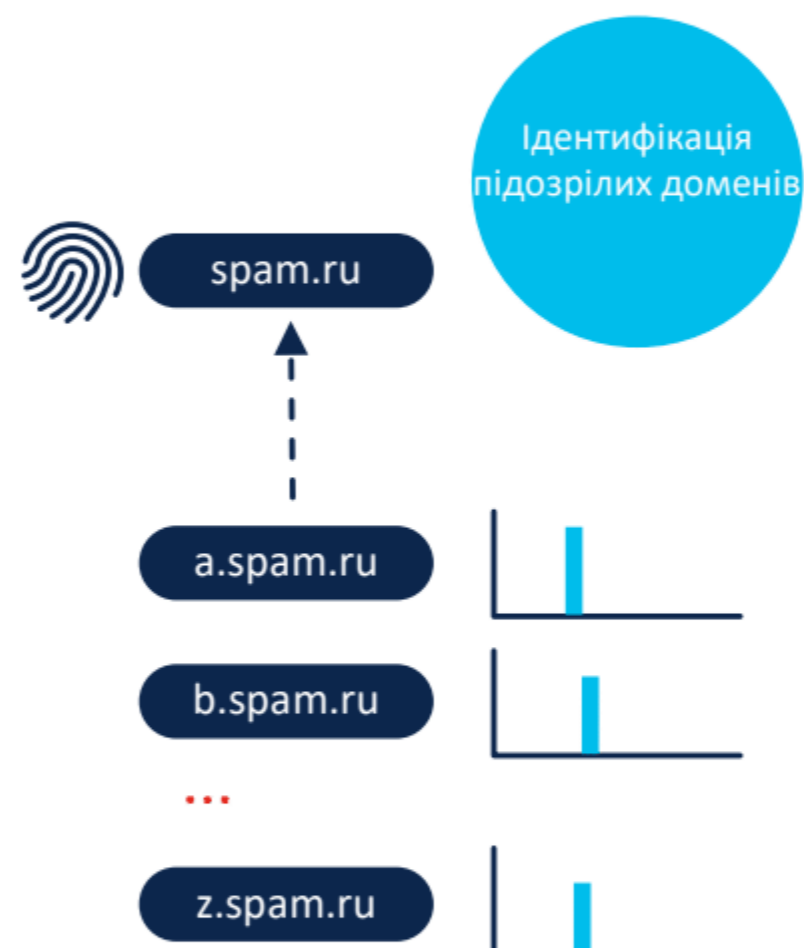 Ідентифікація
підозрілих доменів
spam.ru
a.spam.ru
b.spam.ru
...
z.spam.ru